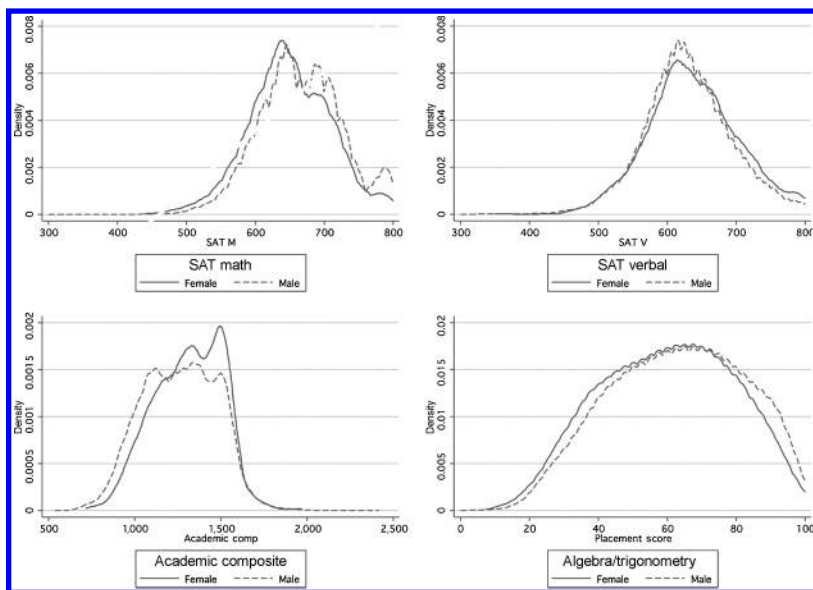 0.008
0.006
0.004
0.002
0
Density
300 400 500 600 700 800
SAT M
SAT math
Female Male
0.008
0.006
0.004
0.002
0
Density
300 400 500 600 700 800
SAT V
SAT verbal
Female Male
0.002
0.0015
0.001
0.0005
0
Density
500 1,000 1,500 2,000 2,500
Academic comp
Academic composite
Female Male
0.02
0.015
0.01
0.005
0
Density
0 20 40 60 80 100
Placement score
Algebra/trigonometry
Female Male